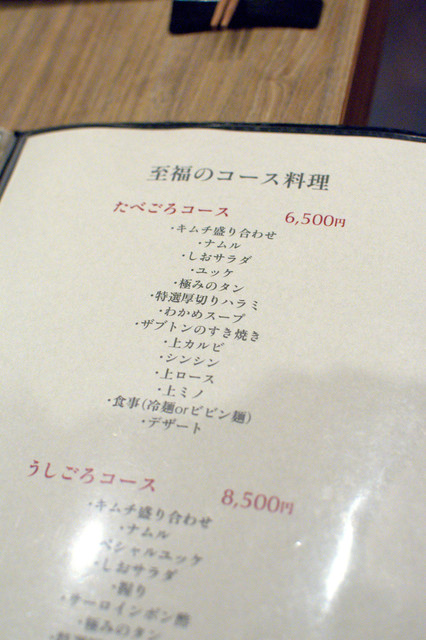 至福のコース料理
たべごろコース 6,500円
・キムチ盛り合わせ
・ナムル
・しおサラダ
・ユッケ
・極みのタン
・特選厚切りハラミ
・わかめスープ
・ザブトンのすき焼き
・上カルビ
・シンシン
・上ロース
・上ミノ
・食事(冷麺orビビン麺)
・デザート
うしごろコース 8,500円
・キムチ盛り合わせ
・ナムル
ペシャルユッケ
・しおサラダ
・握り
・サーロインポン酢
・極みのタン